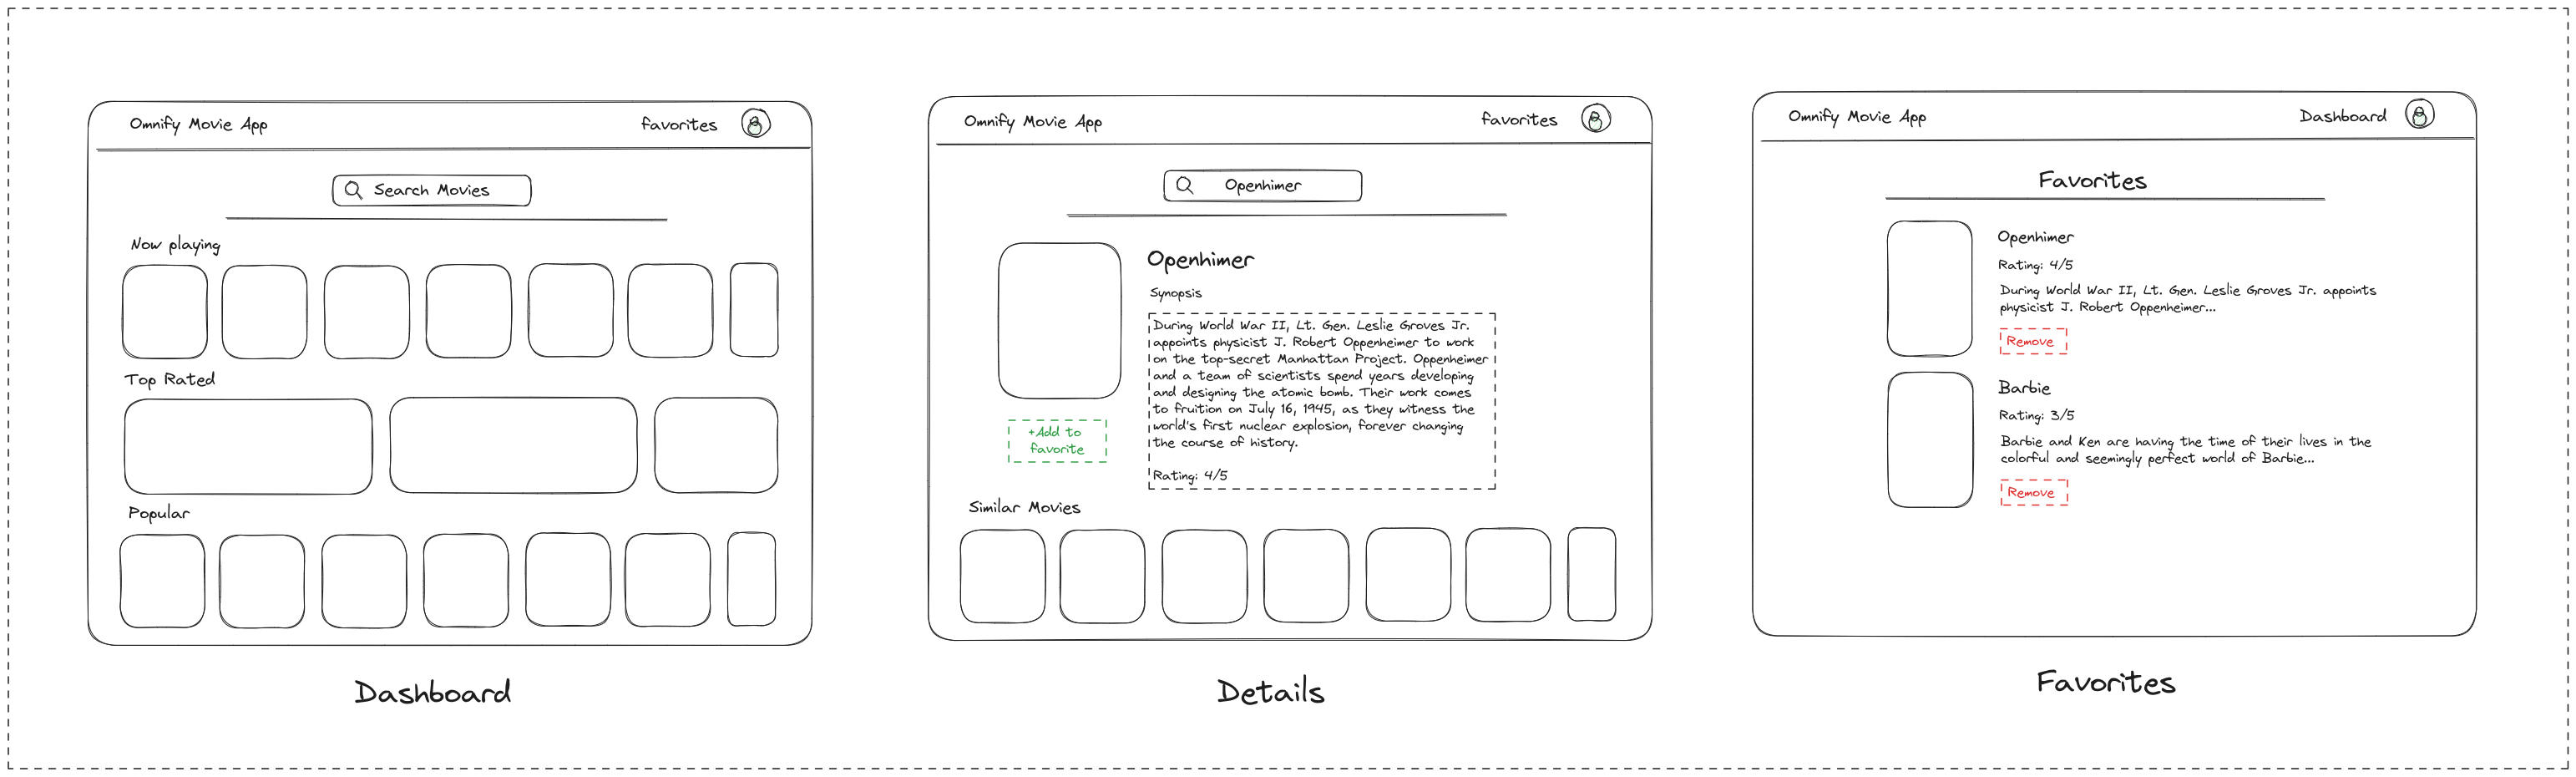 Omnify Movie App
favorites
Search Movies
Now playing
Top Rated
Popular
Dashboard
Omnify Movie App
favorites
Openhimer
Openhimer
Synopsis
During World War II, Lt. Gen. Leslie Groves Jr.
appoints physicist J. Robert Oppenheimer to work
on the top-secret Manhattan Project. Oppenheimer
and a team of scientists spend years developing
and designing the atomic bomb. Their work comes
to fruition on July 16, 1945, as they witness the
world's first nuclear explosion, forever changing
the course of history.
Rating: 4/5
+Add to
favorite
Similar Movies
Details
Omnify Movie App
Dashboard
Favorites
Openhimer
Rating: 4/5
During World War II, Lt. Gen. Leslie Groves Jr. appoints
physicist J. Robert Oppenheimer...
Remove
Barbie
Rating: 3/5
Barbie and Ken are having the time of their lives in the
colorful and seemingly perfect world of Barbie...
Remove
Favorites